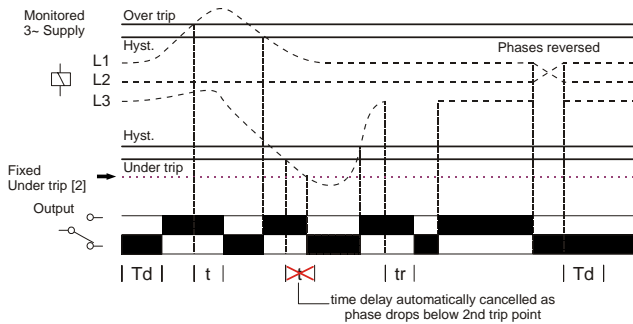 Monitored
3~ Supply
Over trip
Hyst.
L1
L2
L3
Phases reversed
Hyst.
Under trip
Fixed
Under trip [2]
Output
Td
t
t
tr
Td
time delay automatically cancelled as
phase drops below 2nd trip point